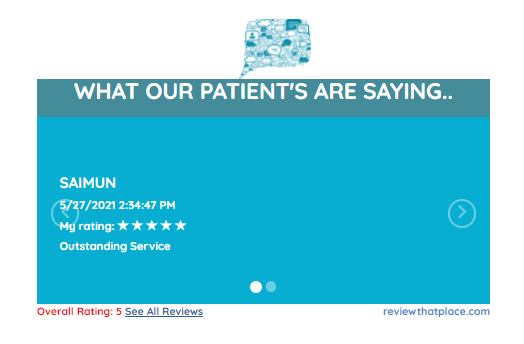 WHAT OUR PATIENT'S ARE SAYING..
SAIMUN
5/27/2021 2:34:47 PM
My rating: ★★★★★
Outstanding Service
Overall Rating: 5 See All Reviews
reviewthatplace.com